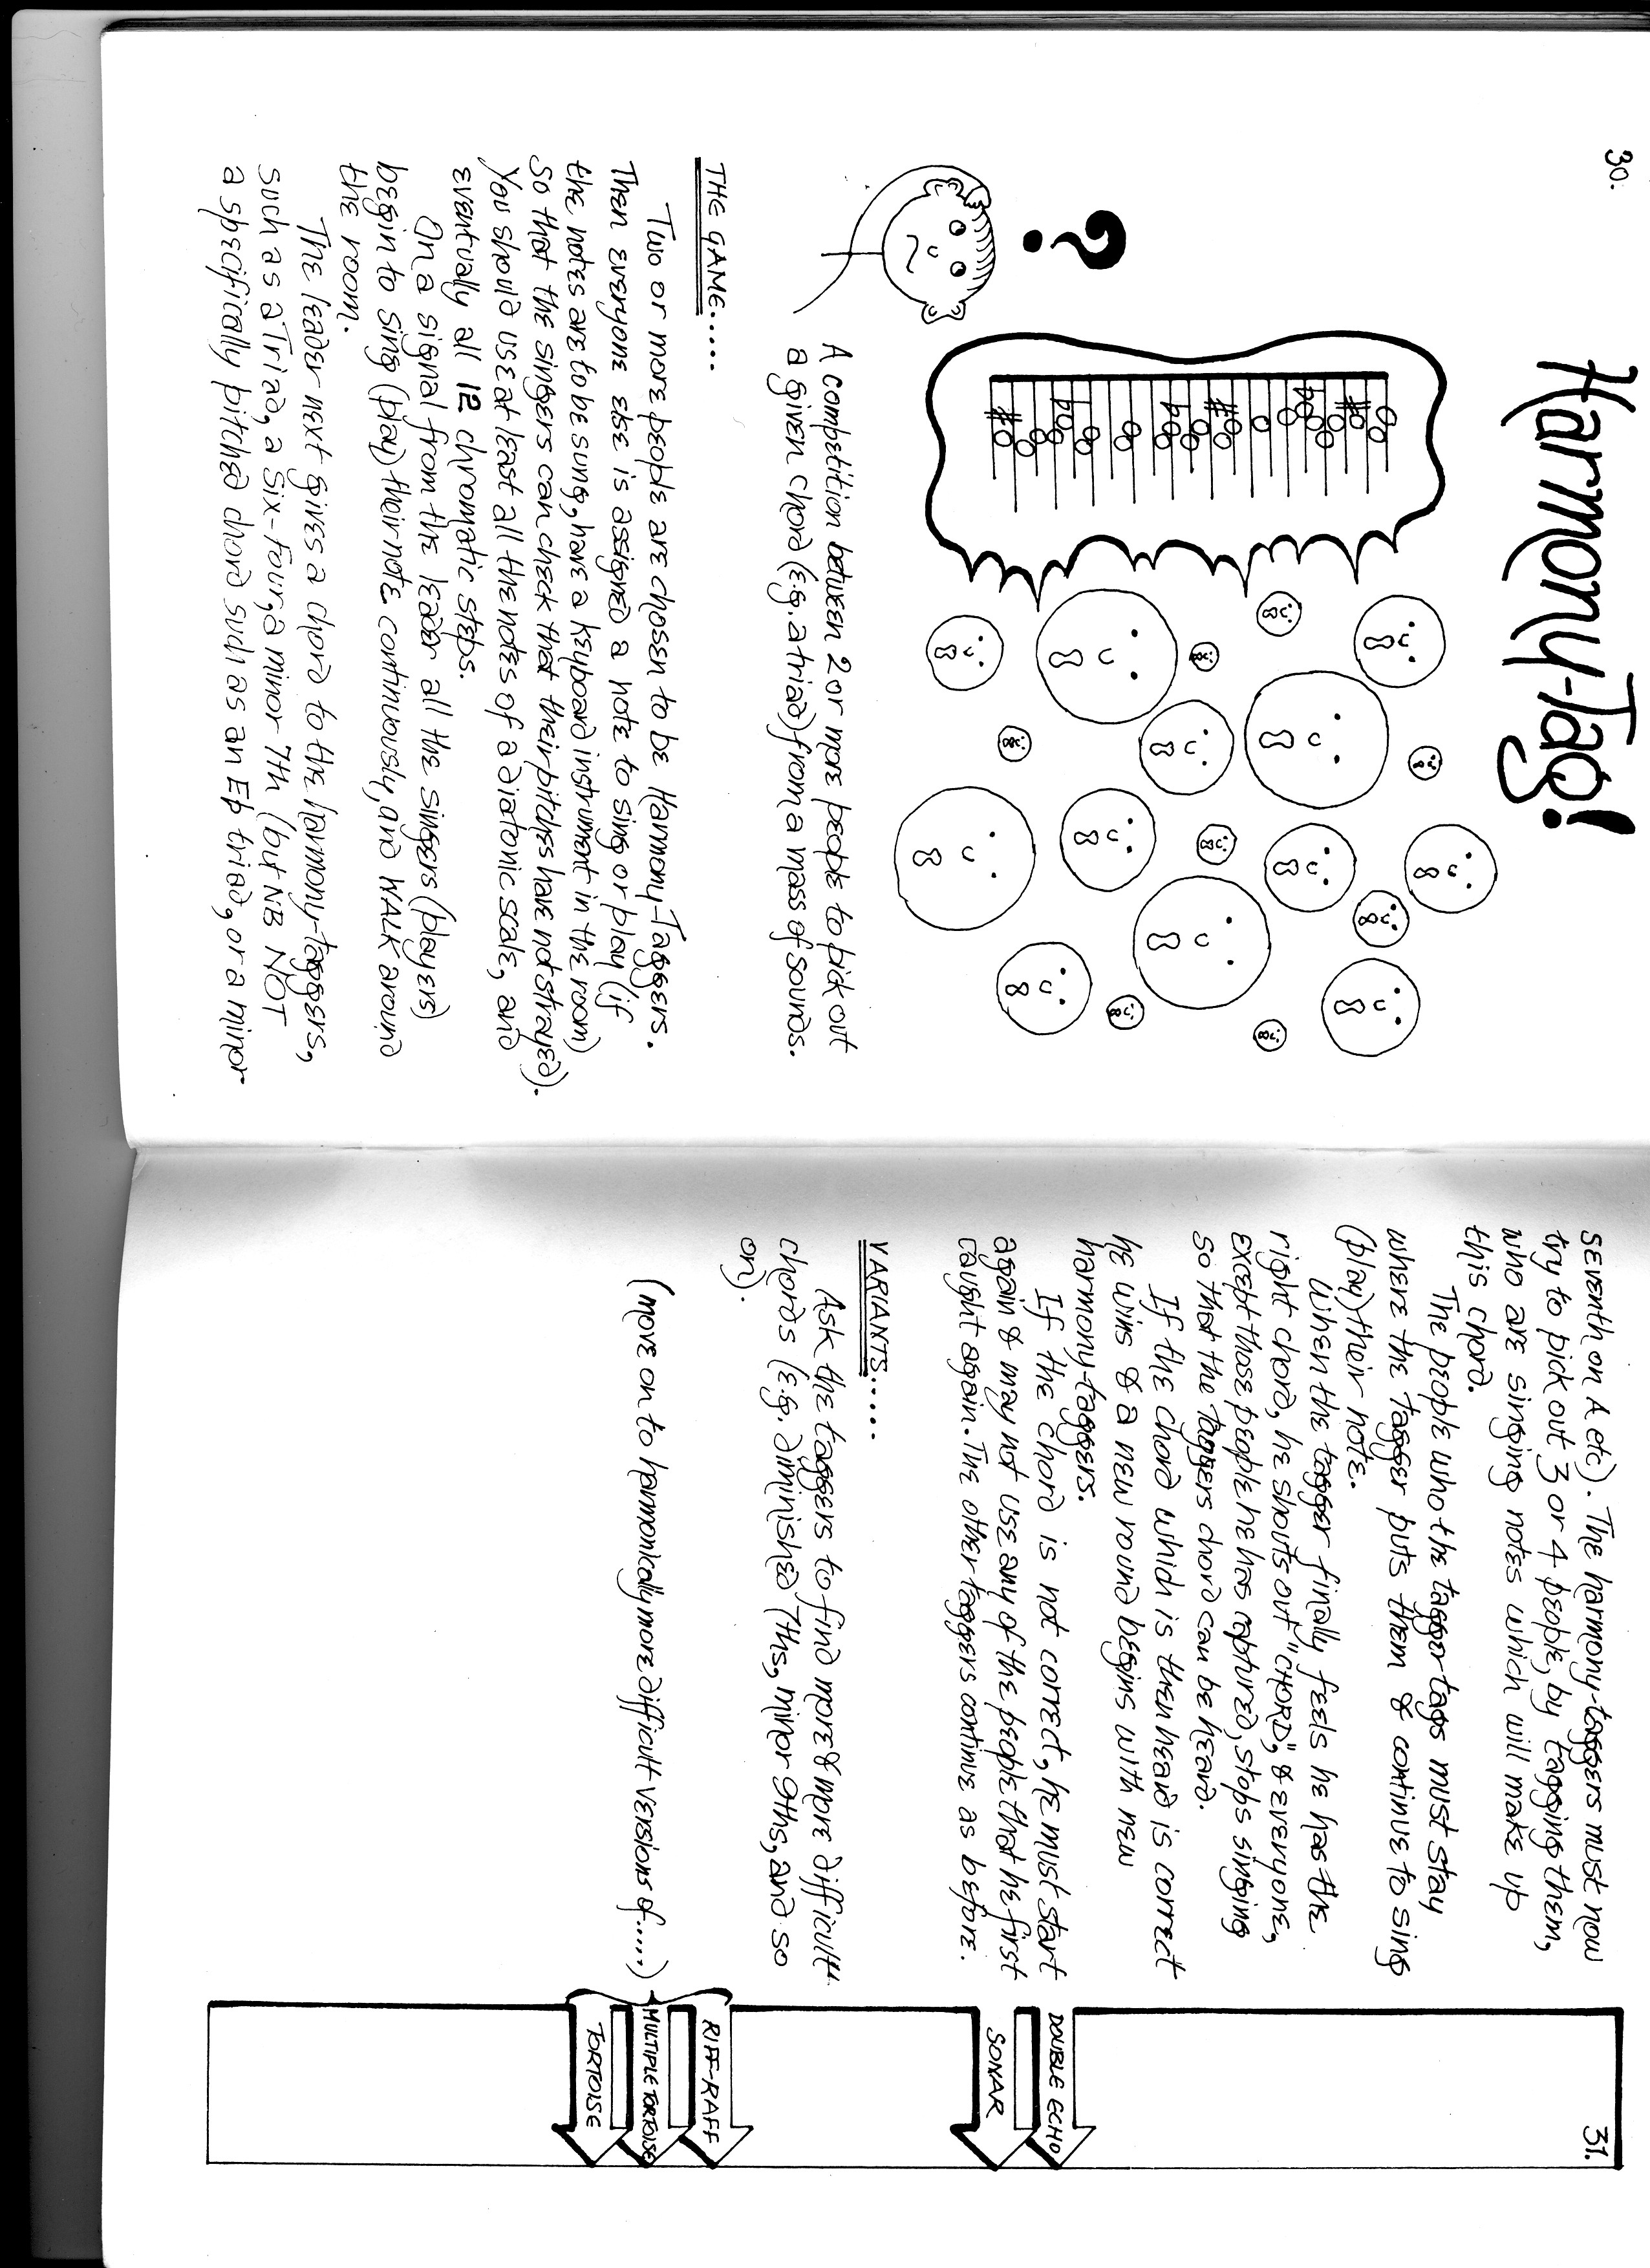 30.
Harmony-Tag!
?
A competition between 2 or more people to pick out
a given chord (e.g. a triad) from a mass of sounds.
THE GAME.....
Two or more people are chosen to be Harmony-Taggers.
Then everyone else is assigned a note to sing or play (if
the notes are to be sung, have a keyboard instrument in the room)
so that the singers can check that their pitches have not strayed).
You should use at least all the notes of a diatonic scale, and
eventually all 12 chromatic steps.
On a signal from the leader all the singers (players)
begin to sing (play) their note continuously, and WALK around
the room.
The leader next gives a chord to the harmony-taggers,
such as a Triad, a Six-four, a minor 7th (but NB NOT
a specifically pitched chord such as an E♭ triad, or a minor
31.
seventh on A etc). The harmony-taggers must now
try to pick out 3 or 4 people, by tagging them,
who are singing notes which will make up
this chord.
The people who the tagger tags must stay
where the tagger puts them & continue to sing
(play) their note.
When the tagger finally feels he has the
right chord, he shouts out "CHORD", & everyone,
except those people he has captured, stops singing
so that the taggers chord can be heard.
If the chord which is then heard is correct
he wins & a new round begins with new
harmony-taggers.
If the chord is not correct, he must start
again & may not use any of the people that he first
caught again. The other taggers continue as before.
VARIANTS.....
Ask the taggers to find more & more difficult
chords (e.g. diminished 7ths, minor 9ths, and so
on).
(more on to harmonically more difficult versions of.....)
DOUBLE ECHO
SONAR
RIFF-RAFF
MULTIPLE TORTOISE
TORTOISE